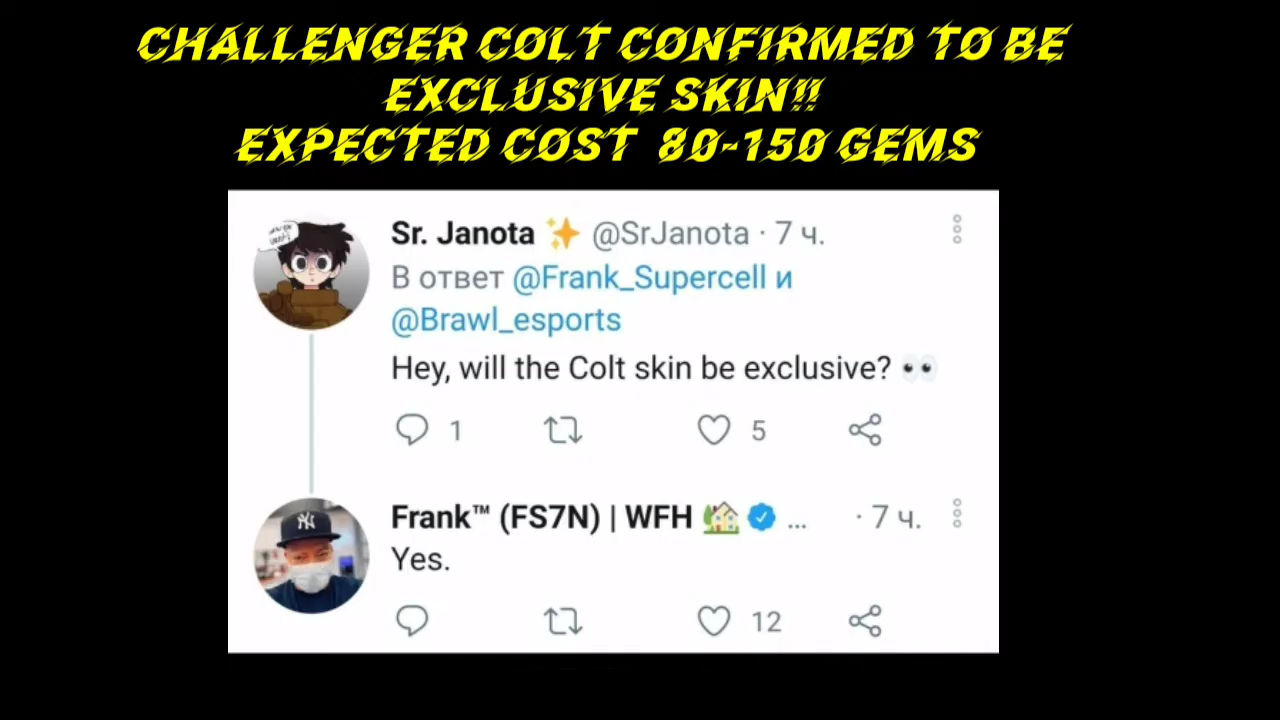 CHALLENGER COLT CONFIRMED TO BE
EXCLUSIVE SKIN!!
EXPECTED COST 80-150 GEMS
Sr. Janota ✨ @SrJanota · 7 ч.
В ответ @Frank_Supercell и
@Brawl_esports
Hey, will the Colt skin be exclusive? 👀
1 5
Frank™ (FS7N) | WFH 🏡 ... · 7 ч.
Yes.
12